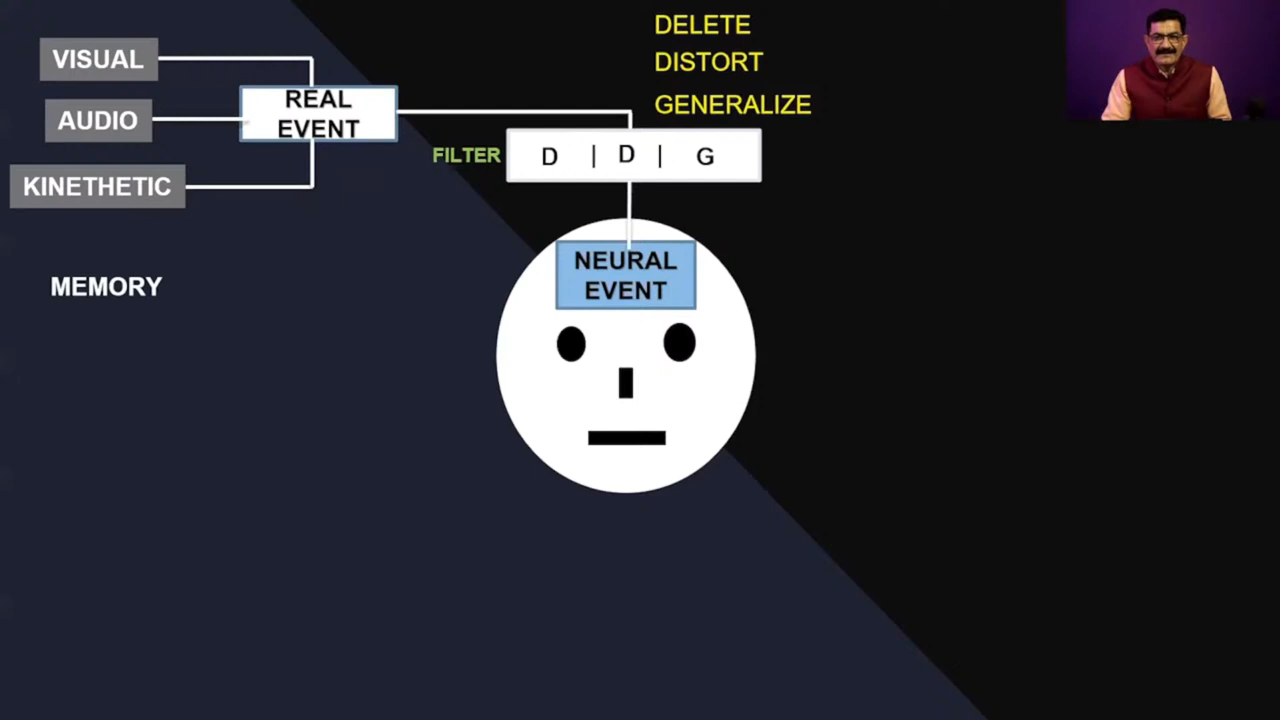 VISUAL
AUDIO
KINETHETIC
REAL
EVENT
DELETE
DISTORT
GENERALIZE
FILTER
D | D | G
NEURAL
EVENT
MEMORY